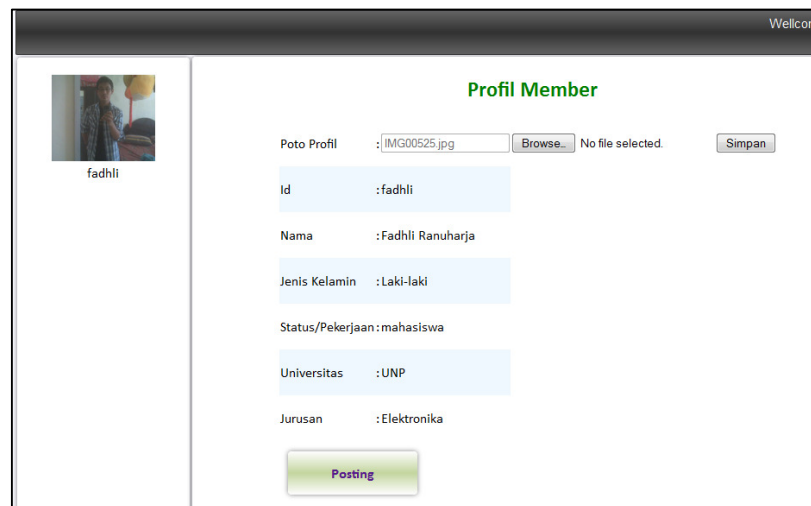 Wellcom
fadhli
Profil Member
Poto Profil : IMG00525.jpg Browse.. No file selected. Simpan
Id : fadhli
Nama : Fadhli Ranuharja
Jenis Kelamin : Laki-laki
Status/Pekerjaan : mahasiswa
Universitas : UNP
Jurusan : Elektronika
Posting